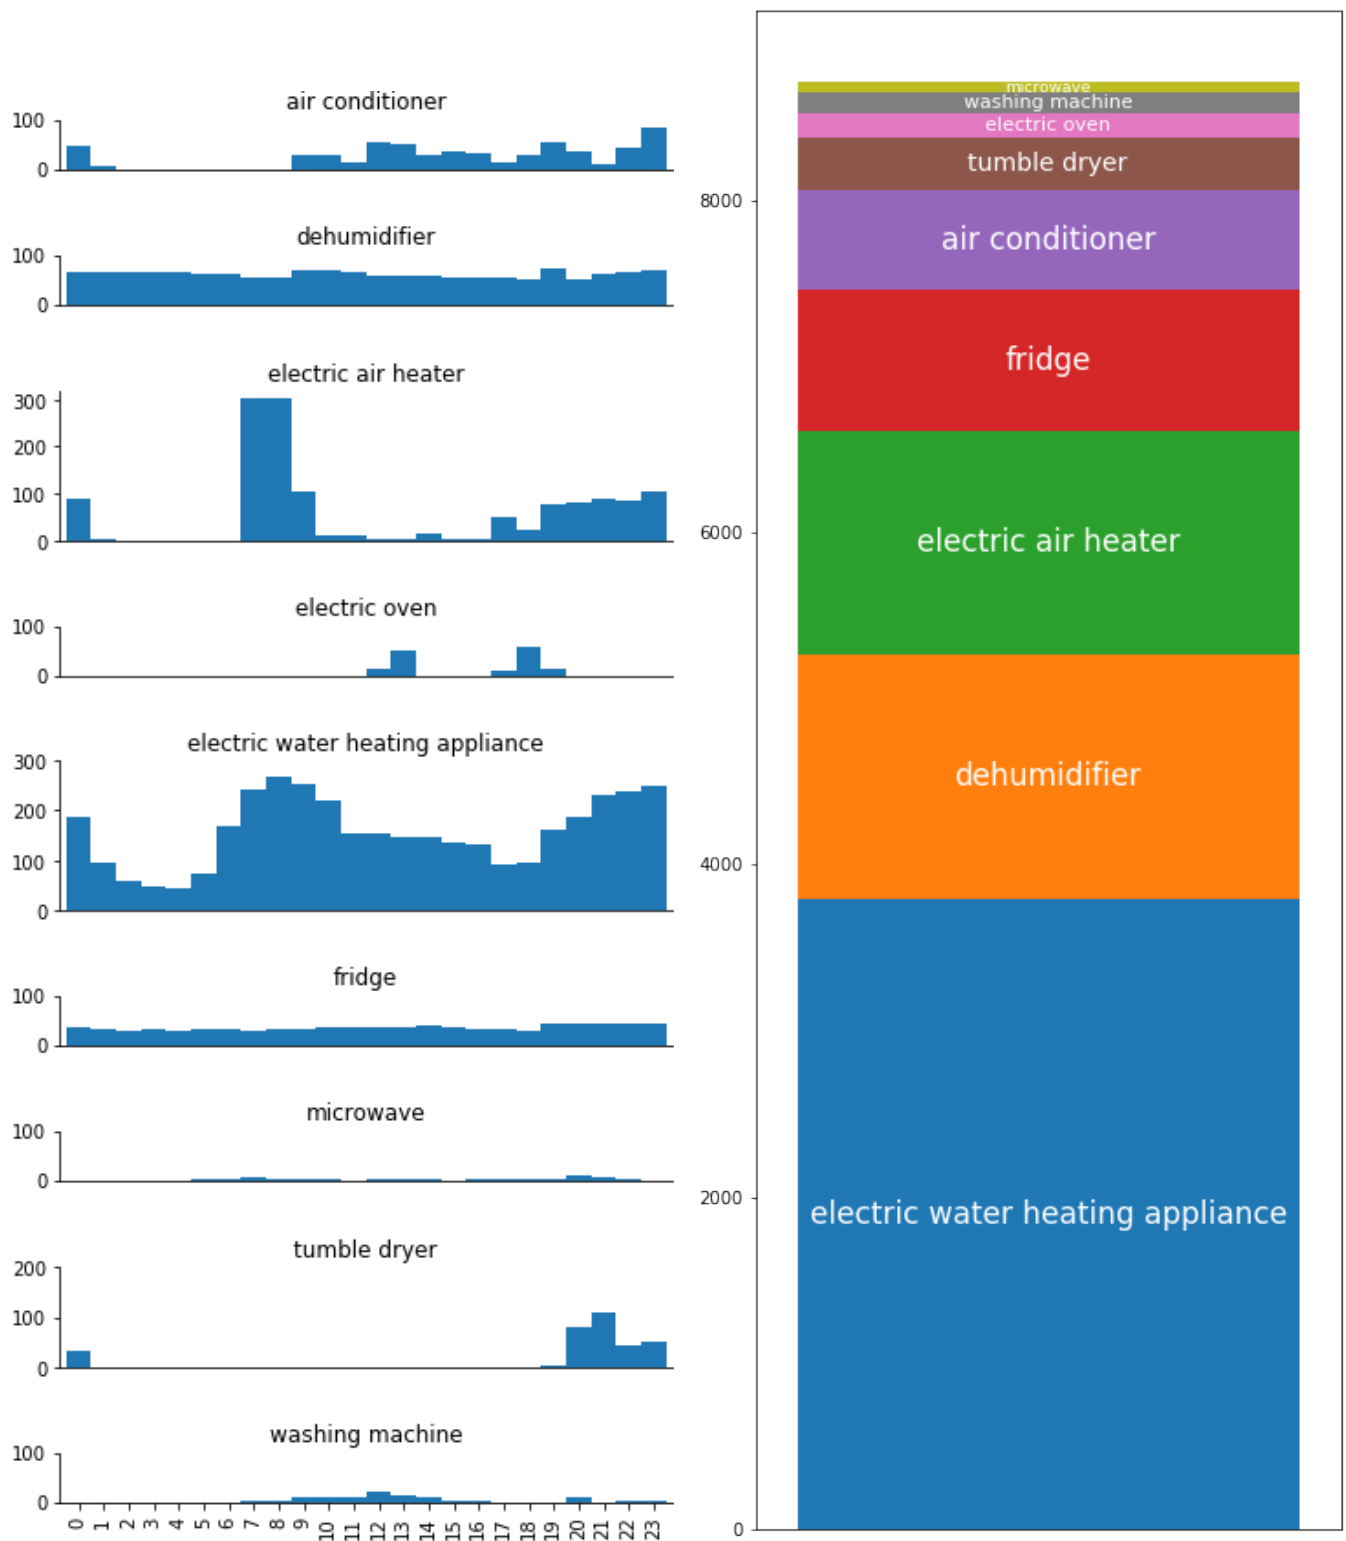 air conditioner
100
0
dehumidifier
100
0
electric air heater
300
200
100
0
electric oven
100
0
electric water heating appliance
300
200
100
0
fridge
100
0
microwave
100
0
tumble dryer
200
100
0
washing machine
100
0
0 1 2 3 4 5 6 7 8 9 10 11 12 13 14 15 16 17 18 19 20 21 22 23
microwave
washing machine
electric oven
tumble dryer
8000
air conditioner
fridge
6000
electric air heater
dehumidifier
4000
2000
electric water heating appliance
0